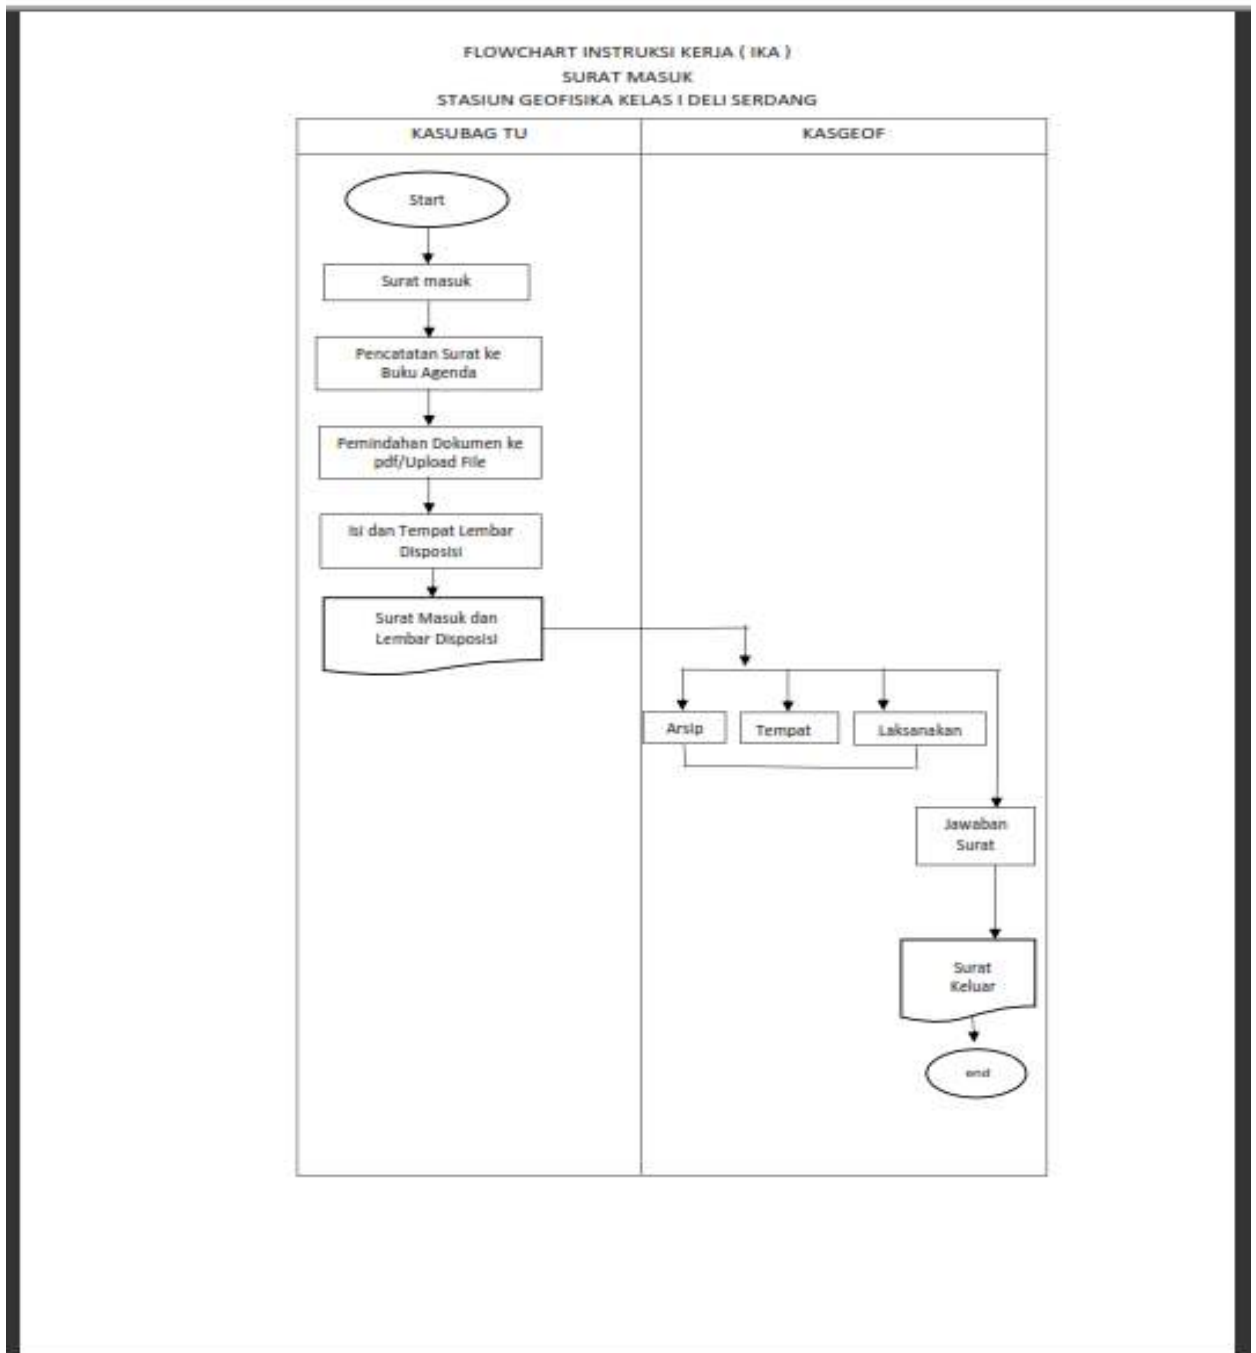 FLOWCHART INSTRUKSI KERJA ( IKA )
SURAT MASUK
STASIUN GEOFISIKA KELAS I DELI SERDANG
KASUBAG TU
KASGEOF
Start
Surat masuk
Pencatatan Surat ke
Buku Agenda
Pemindahan Dokumen ke
pdf/Upload File
Isi dan Tempat Lembar
Disposisi
Surat Masuk dan
Lembar Disposisi
Arsip
Tempat
Laksanakan
Jawaban
Surat
Surat
Keluar
end